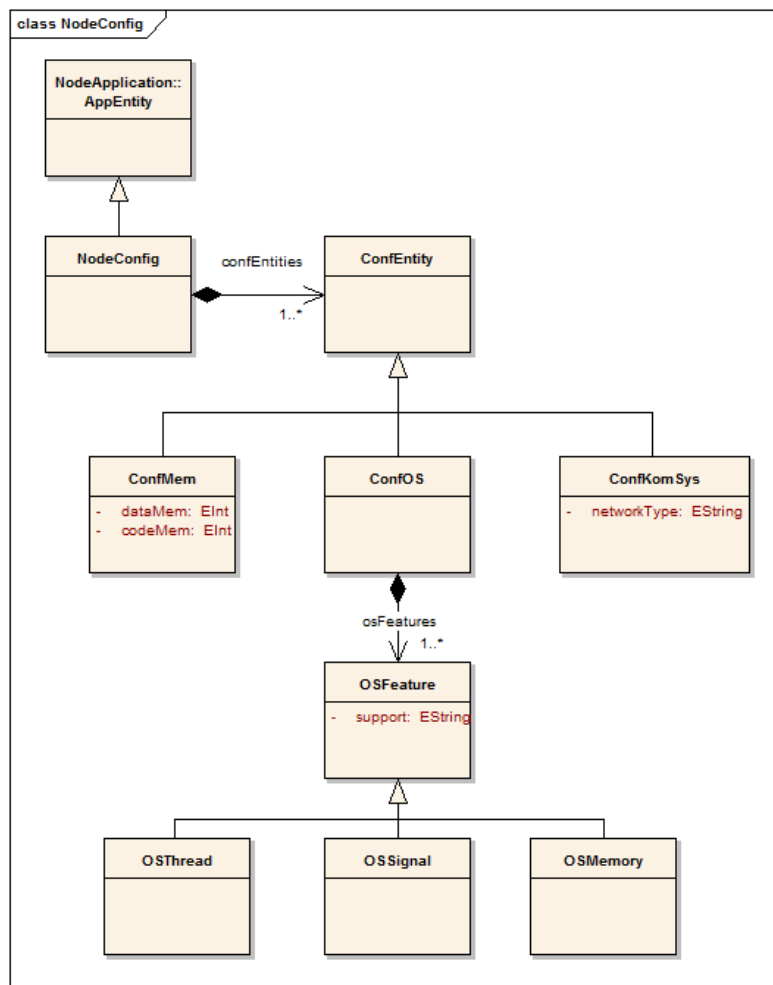 class NodeConfig
NodeApplication::
AppEntity
NodeConfig
confEntities
1..*
ConfEntity
ConfMem
- dataMem: EInt
- codeMem: EInt
ConfOS
ConfKomSys
- networkType: EString
osFeatures
1..*
OSFeature
- support: EString
OSThread
OSSignal
OSMemory